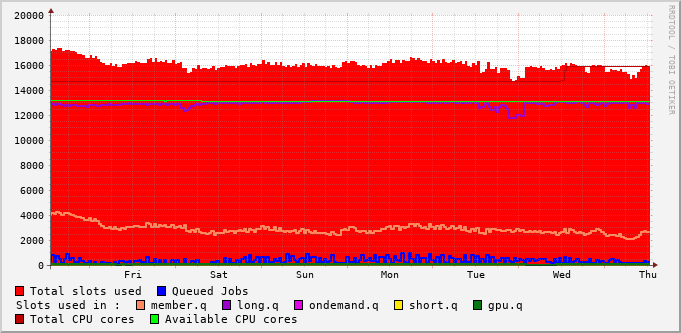 20000
18000
16000
14000
12000
10000
8000
6000
4000
2000
0
Fri Sat Sun Mon Tue Wed Thu
RRDTOOL / TOBI OETIKER
Total slots used Queued Jobs
Slots used in : member.q long.q ondemand.q short.q gpu.q
Total CPU cores Available CPU cores